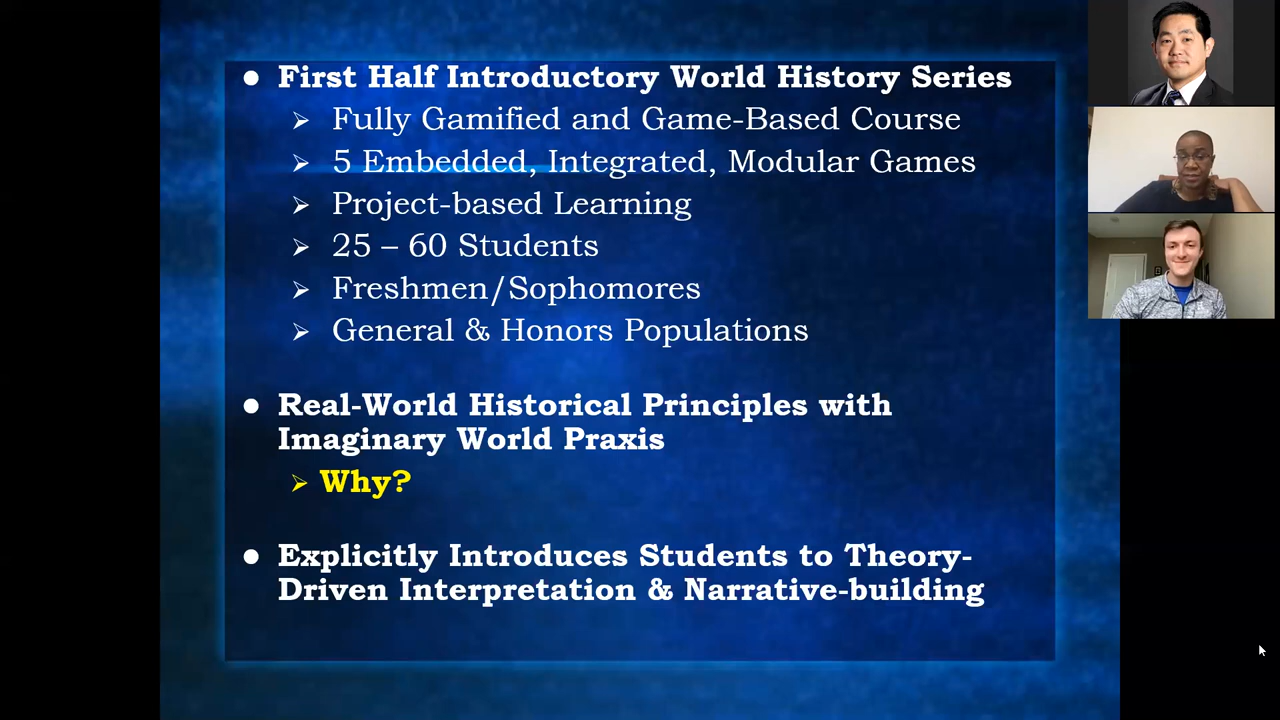 ● First Half Introductory World History Series
➢ Fully Gamified and Game-Based Course
➢ 5 Embedded, Integrated, Modular Games
➢ Project-based Learning
➢ 25 – 60 Students
➢ Freshmen/Sophomores
➢ General & Honors Populations
● Real-World Historical Principles with
Imaginary World Praxis
➢ Why?
● Explicitly Introduces Students to Theory-
Driven Interpretation & Narrative-building